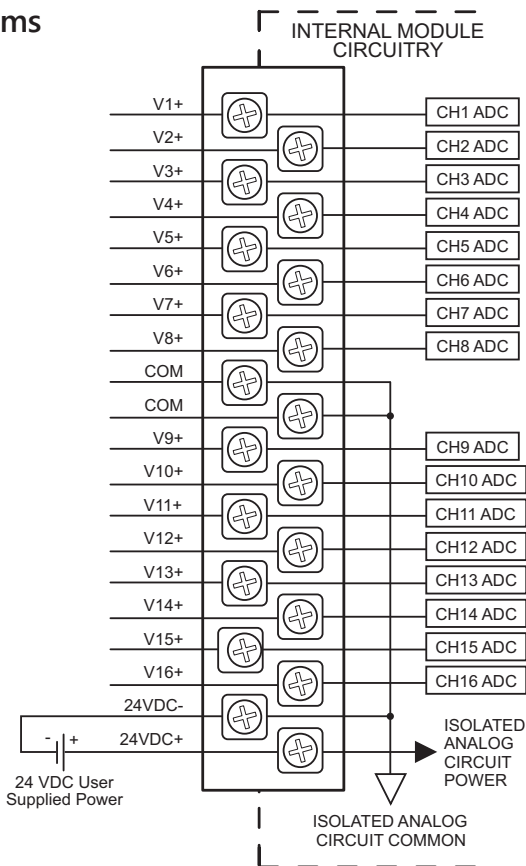 ms
INTERNAL MODULE
CIRCUITRY
V1+
CH1 ADC
V2+
CH2 ADC
V3+
CH3 ADC
V4+
CH4 ADC
V5+
CH5 ADC
V6+
CH6 ADC
V7+
CH7 ADC
V8+
CH8 ADC
COM
COM
V9+
CH9 ADC
V10+
CH10 ADC
V11+
CH11 ADC
V12+
CH12 ADC
V13+
CH13 ADC
V14+
CH14 ADC
V15+
CH15 ADC
V16+
CH16 ADC
24VDC-
- +
24VDC+
24 VDC User
Supplied Power
ISOLATED
ANALOG
CIRCUIT
POWER
ISOLATED ANALOG
CIRCUIT COMMON